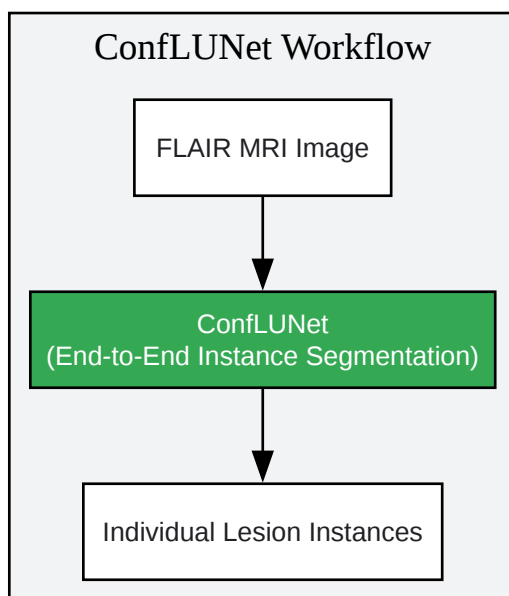 ConfLUNet Workflow
FLAIR MRI Image
ConfLUNet
(End-to-End Instance Segmentation)
Individual Lesion Instances